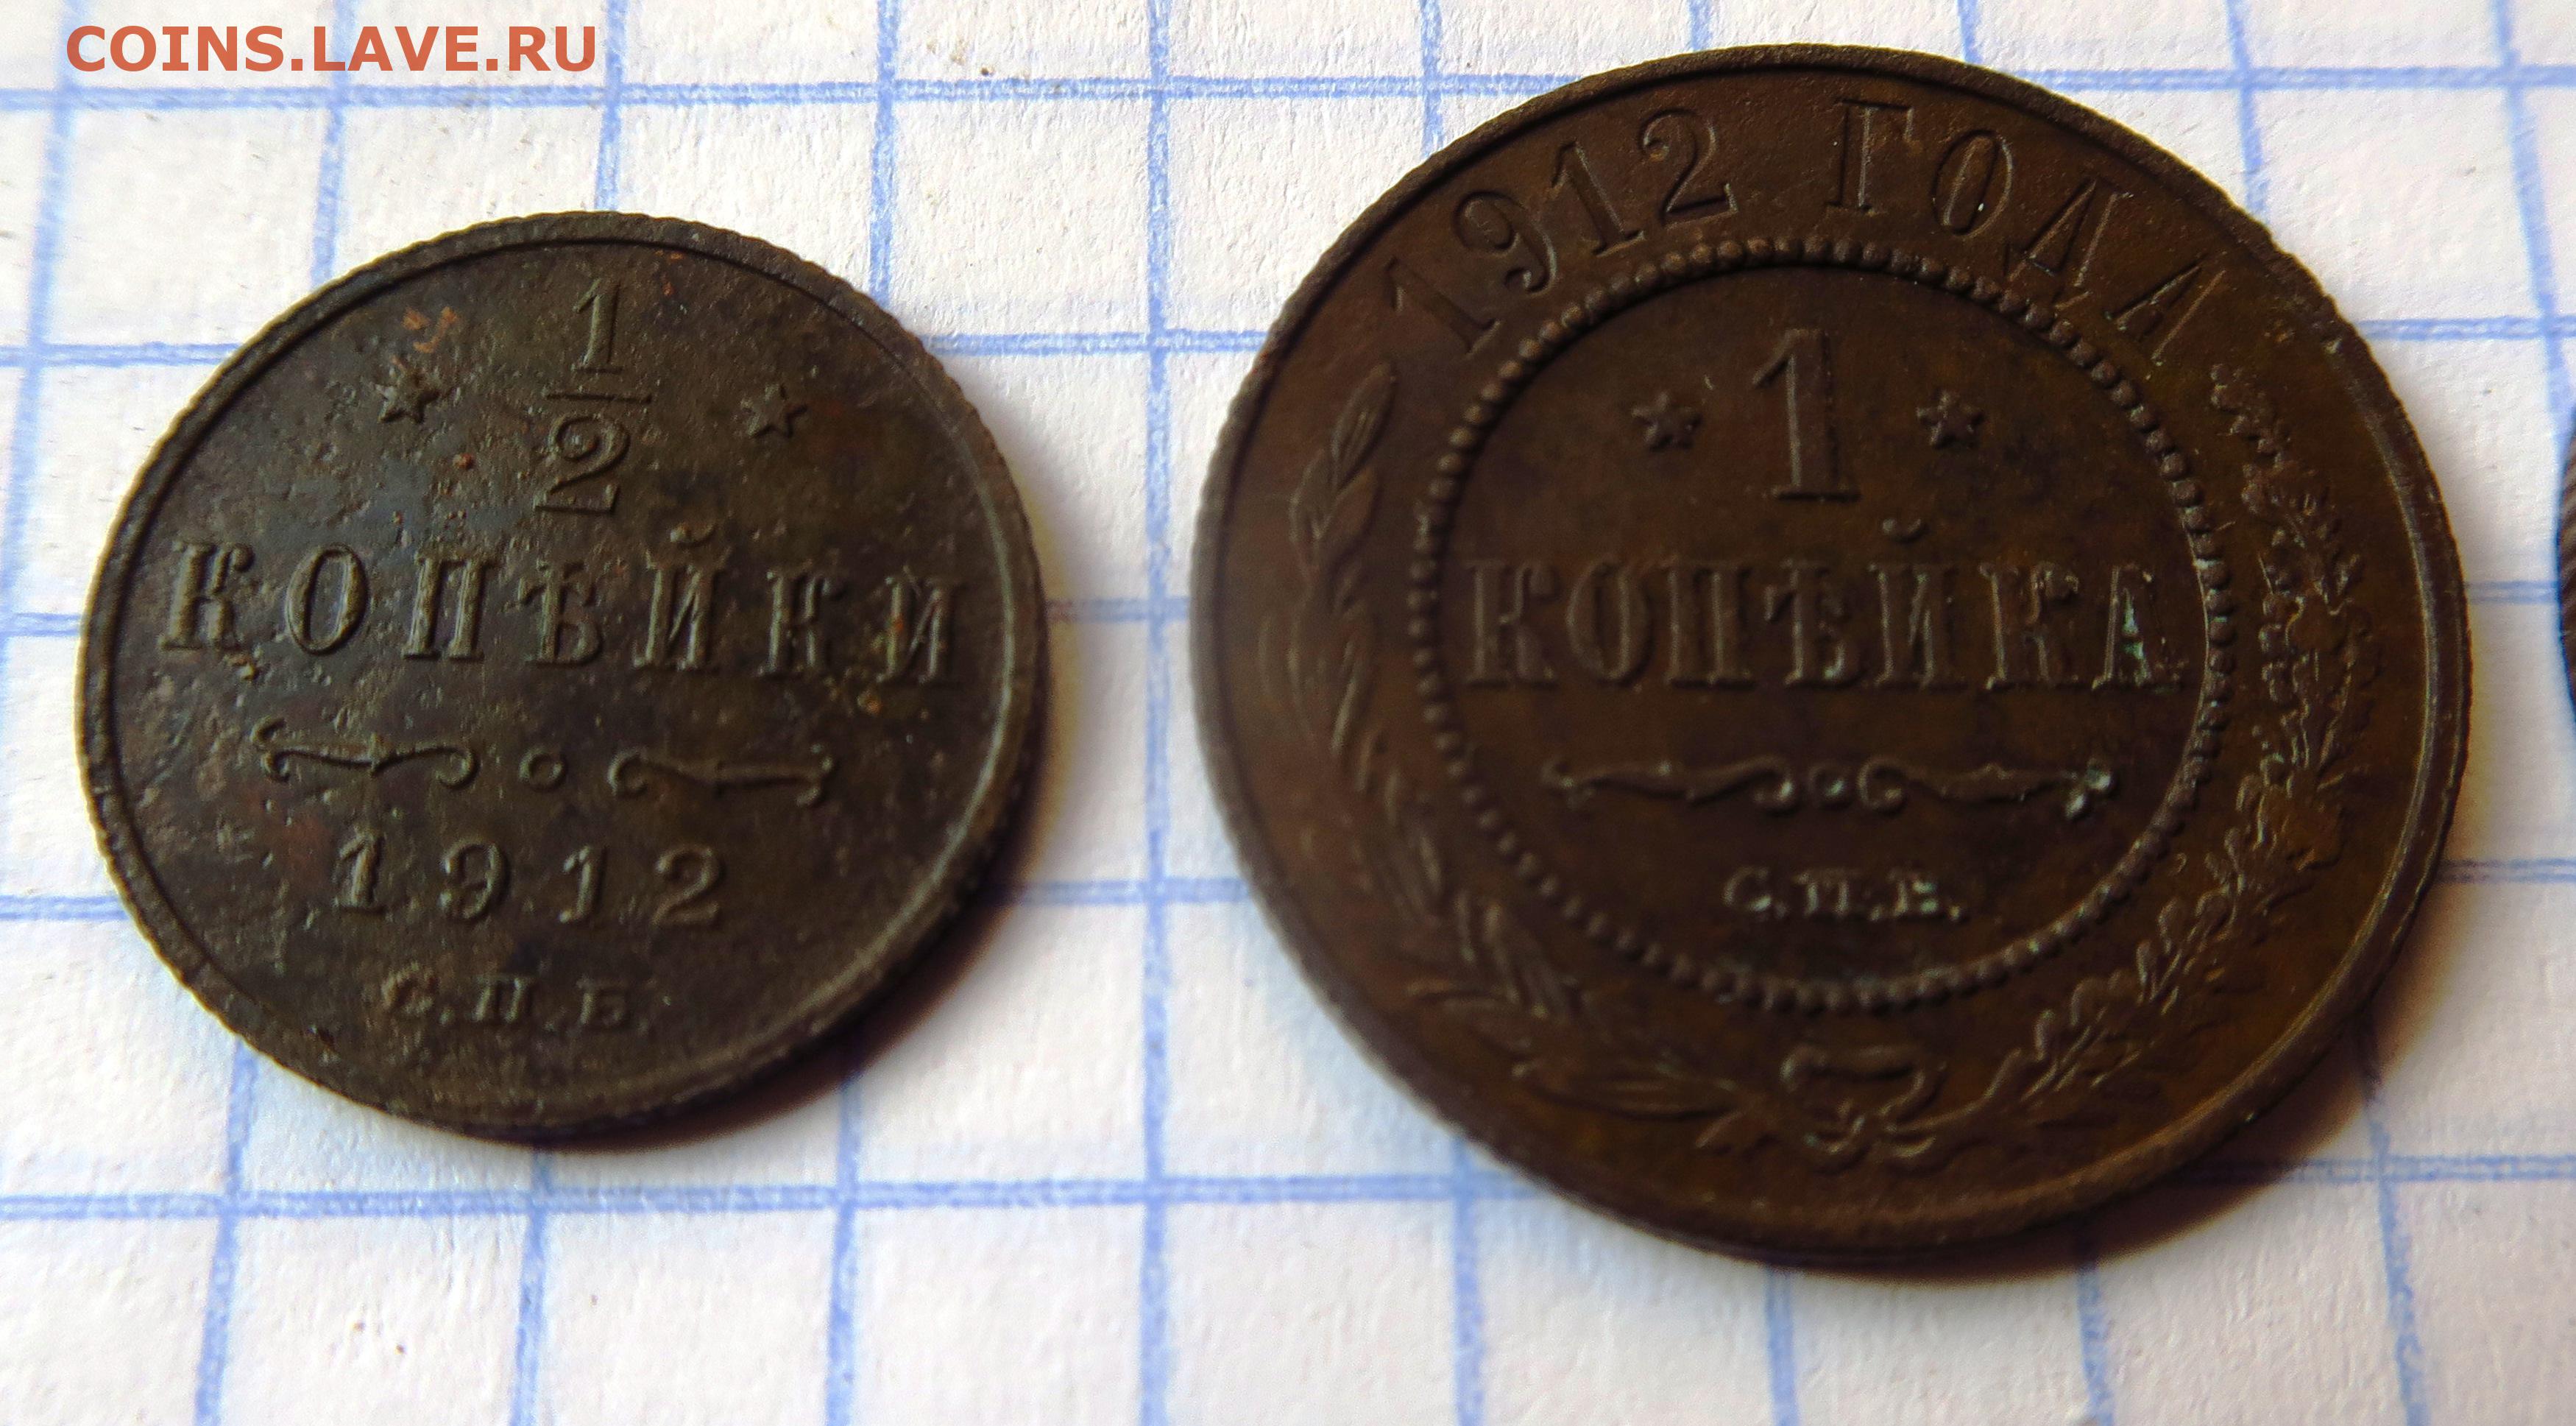 COINS.LAVE.RU
1
2
КОПѢЙКИ
1912
С.П.Б.
1912 ГОДА
1
КОПѢЙКА
С.П.Б.